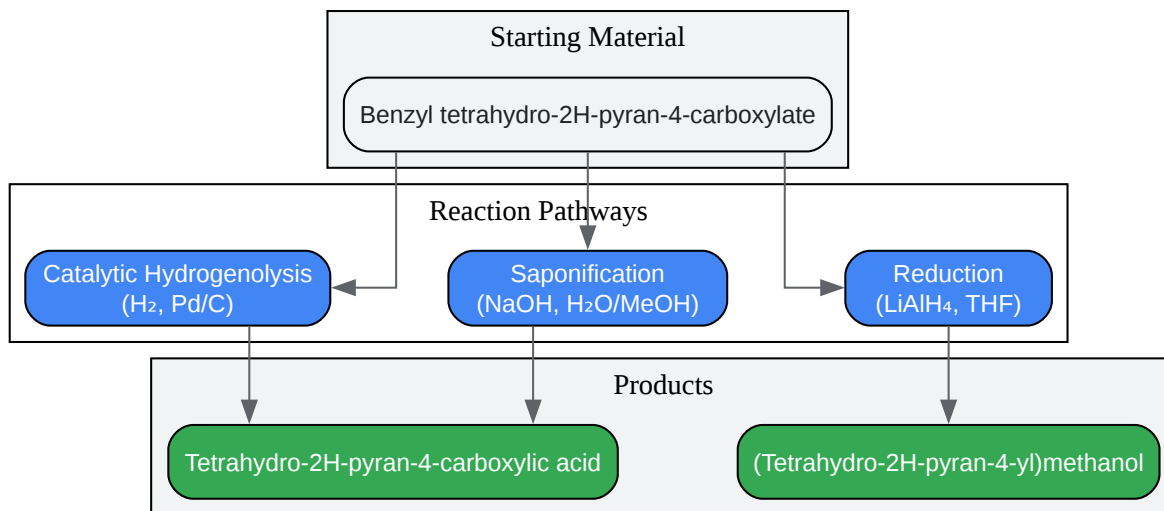 Starting Material
Benzyl tetrahydro-2H-pyran-4-carboxylate
Reaction Pathways
Catalytic Hydrogenolysis
(H₂, Pd/C)
Saponification
(NaOH, H₂O/MeOH)
Reduction
(LiAlH₄, THF)
Products
Tetrahydro-2H-pyran-4-carboxylic acid
(Tetrahydro-2H-pyran-4-yl)methanol